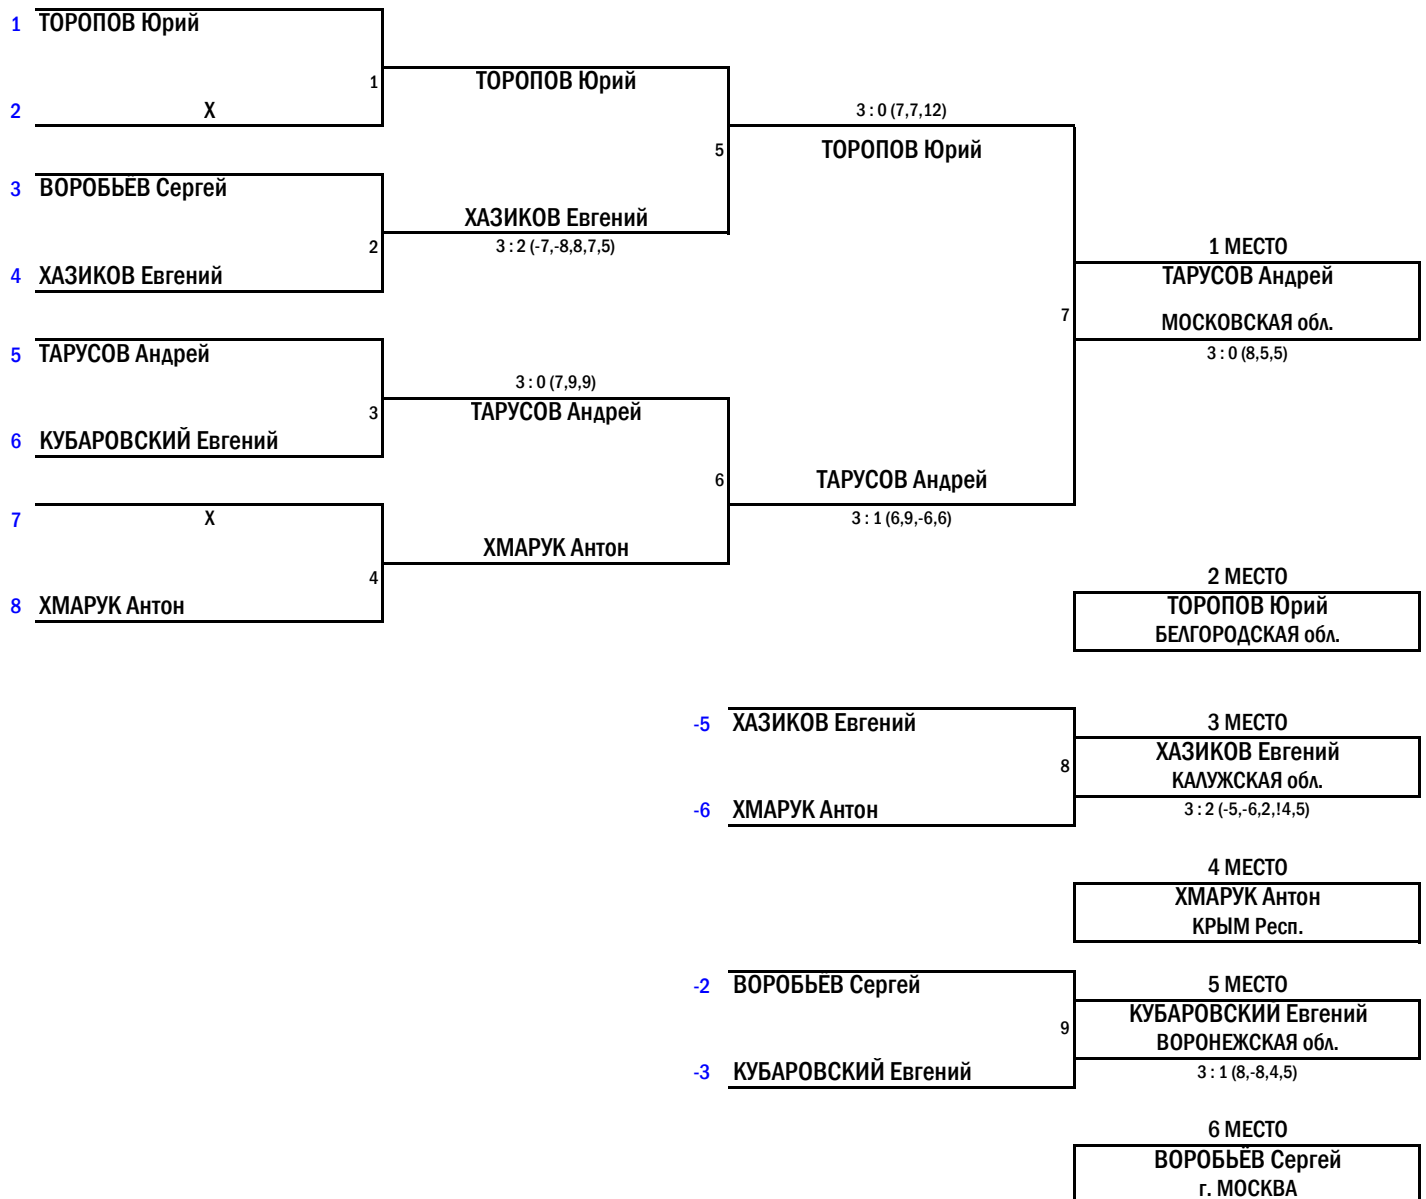 1 ТОРОПОВ Юрий
1 ТОРОПОВ Юрий
2 X 3 : 0 (7,7,12)
5 ТОРОПОВ Юрий
3 ВОРОБЬЁВ Сергей
ХАЗИКОВ Евгений
2 3 : 2 (-7,-8,8,7,5) 1 МЕСТО
4 ХАЗИКОВ Евгений ТАРУСОВ Андрей
7 МОСКОВСКАЯ обл.
5 ТАРУСОВ Андрей 3 : 0 (8,5,5)
3 : 0 (7,9,9)
3 ТАРУСОВ Андрей
6 КУБАРОВСКИЙ Евгений
6 ТАРУСОВ Андрей
7 X 3 : 1 (6,9,-6,6)
ХМАРУК Антон
4 2 МЕСТО
8 ХМАРУК Антон ТОРОПОВ Юрий
БЕЛГОРОДСКАЯ обл.
-5 ХАЗИКОВ Евгений 3 МЕСТО
8 ХАЗИКОВ Евгений
КАЛУЖСКАЯ обл.
-6 ХМАРУК Антон 3 : 2 (-5,-6,2,!4,5)
4 МЕСТО
ХМАРУК Антон
КРЫМ Респ.
-2 ВОРОБЬЁВ Сергей 5 МЕСТО
9 КУБАРОВСКИЙ Евгений
ВОРОНЕЖСКАЯ обл.
-3 КУБАРОВСКИЙ Евгений 3 : 1 (8,-8,4,5)
6 МЕСТО
ВОРОБЬЁВ Сергей
г. МОСКВА